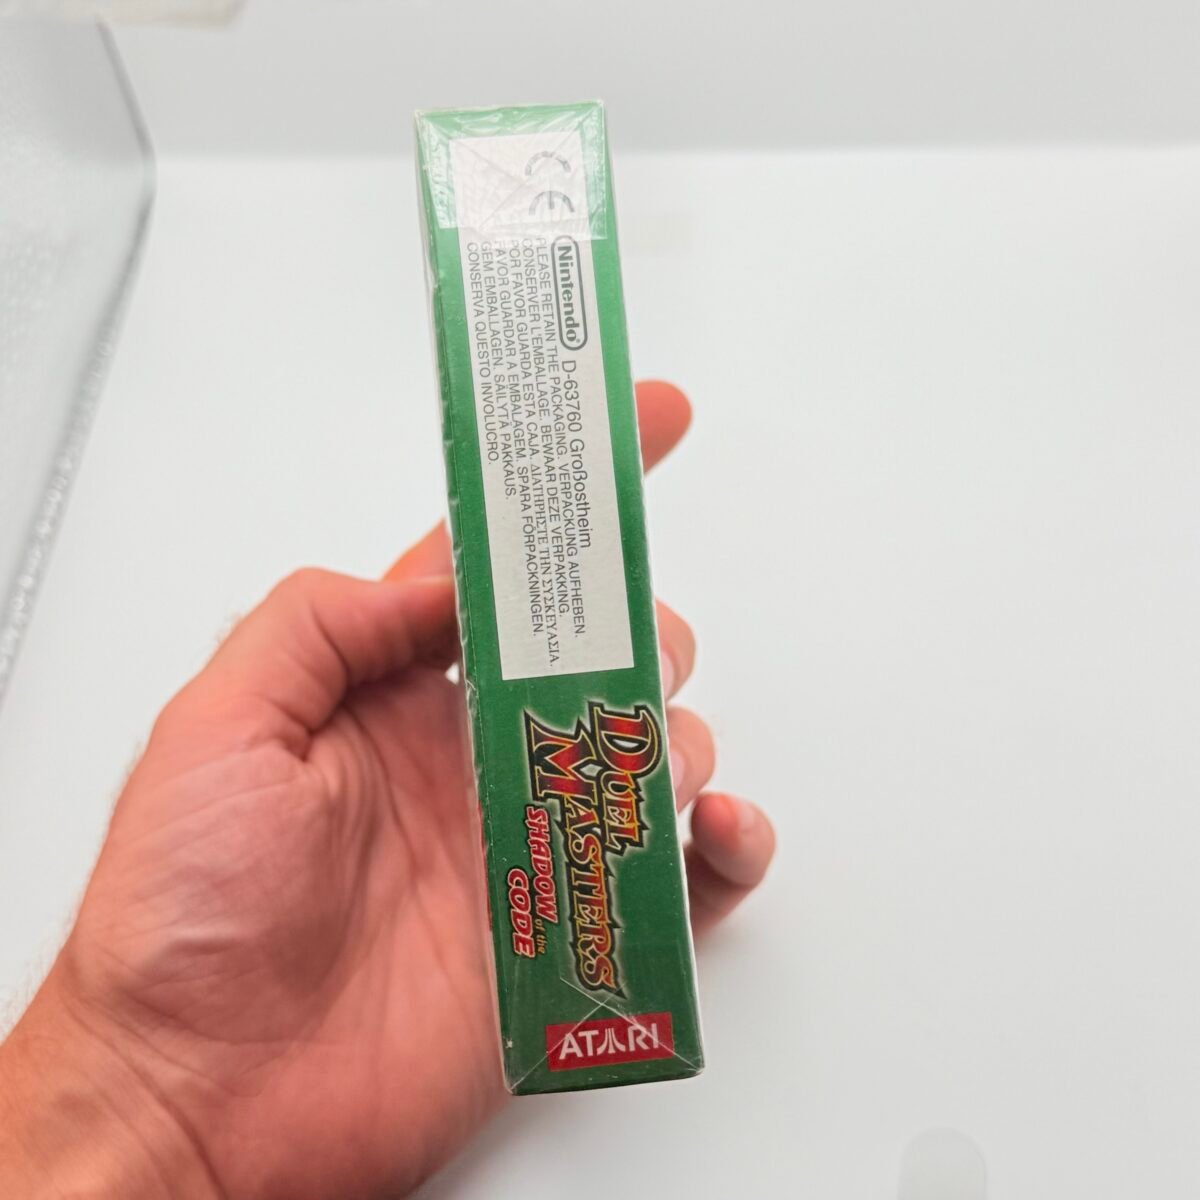 CE
Nintendo® D-63760 Großostheim
PLEASE RETAIN THE PACKAGING. VERPACKUNG AUFHEBEN.
CONSERVER L'EMBALLAGE. BEWAAR DEZE VERPAKKING.
POR FAVOR GUARDA ESTA CAJA. ΔΙΑΤΗΡΗΣΤΕ ΤΗΝ ΣΥΣΚΕΥΑΣΙΑ.
FAVOR GUARDAR A EMBALAGEM. SPARA FÖRPACKNINGEN.
GEM EMBALLAGEN. SÄILYTÄ PAKKAUS.
CONSERVA QUESTO INVOLUCRO.
DUEL
MASTERS
SHADOW of the
CODE
ATARI